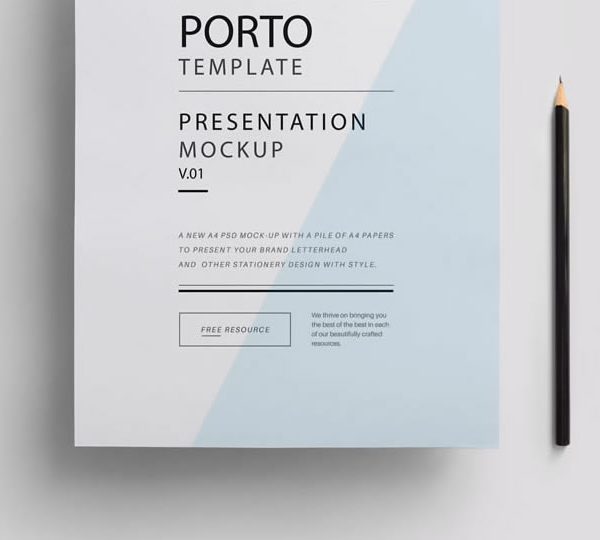 PORTO
TEMPLATE
PRESENTATION
MOCKUP
V.01
A NEW A4 PSD MOCK-UP WITH A PILE OF A4 PAPERS
TO PRESENT YOUR BRAND LETTERHEAD
AND OTHER STATIONERY DESIGN WITH STYLE.
FREE RESOURCE
We thrive on bringing you
the best of the best in each
of our beautifully crafted
resources.